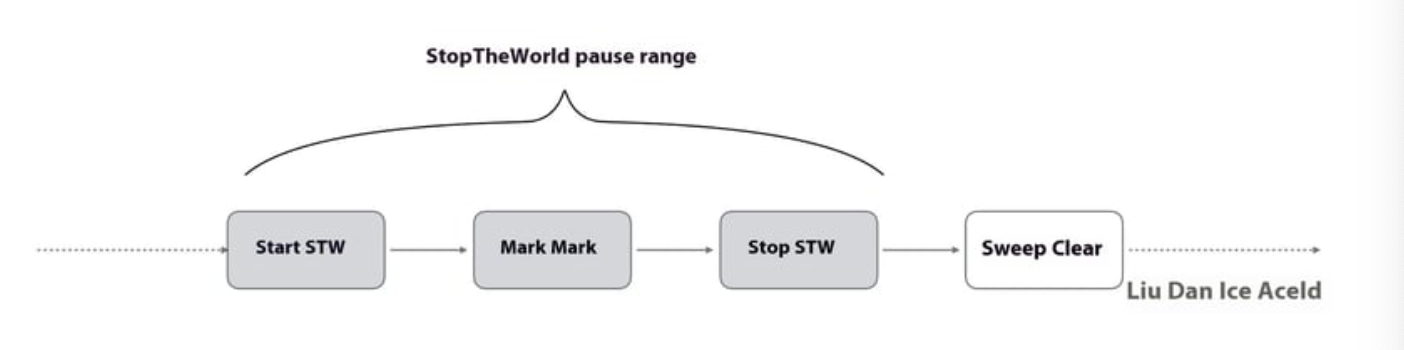 StopTheWorld pause range
Start STW
Mark Mark
Stop STW
Sweep Clear
Liu Dan Ice Aceld